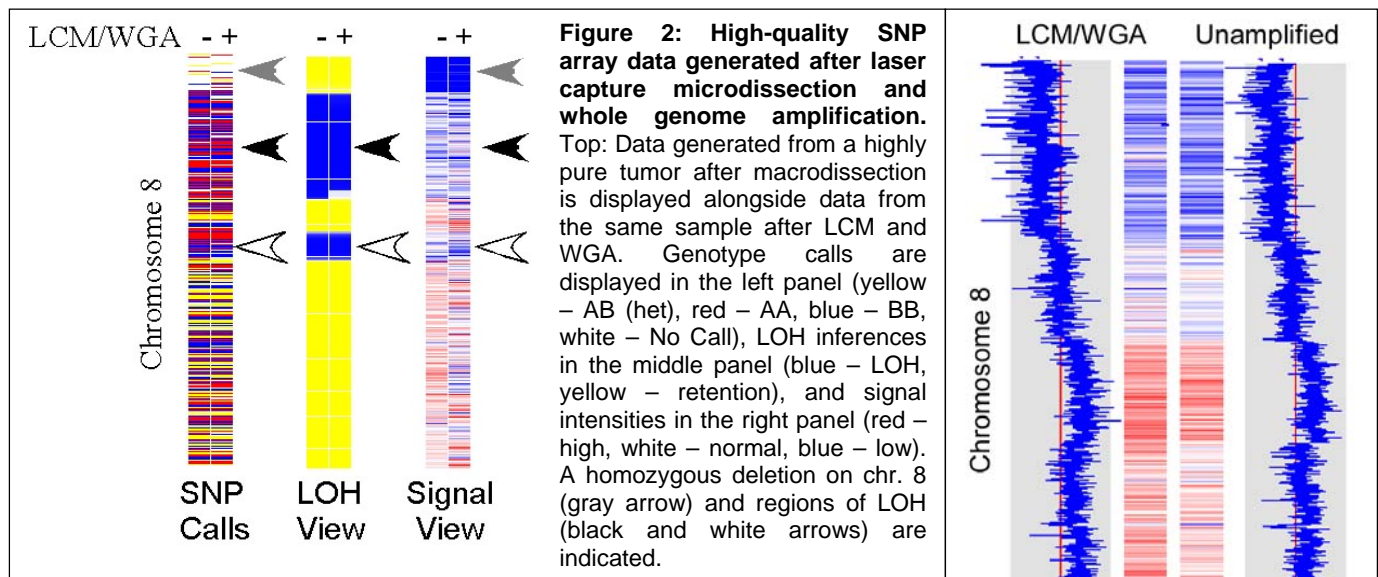 LCM/WGA - + - + - +
Chromosome 8
SNP Calls
LOH View
Signal View
Figure 2: High-quality SNP
array data generated after laser
capture microdissection and
whole genome amplification.
Top: Data generated from a highly
pure tumor after macrodissection
is displayed alongside data from
the same sample after LCM and
WGA. Genotype calls are
displayed in the left panel (yellow
– AB (het), red – AA, blue – BB,
white – No Call), LOH inferences
in the middle panel (blue – LOH,
yellow – retention), and signal
intensities in the right panel (red –
high, white – normal, blue – low).
A homozygous deletion on chr. 8
(gray arrow) and regions of LOH
(black and white arrows) are
indicated.
LCM/WGA Unamplified
Chromosome 8